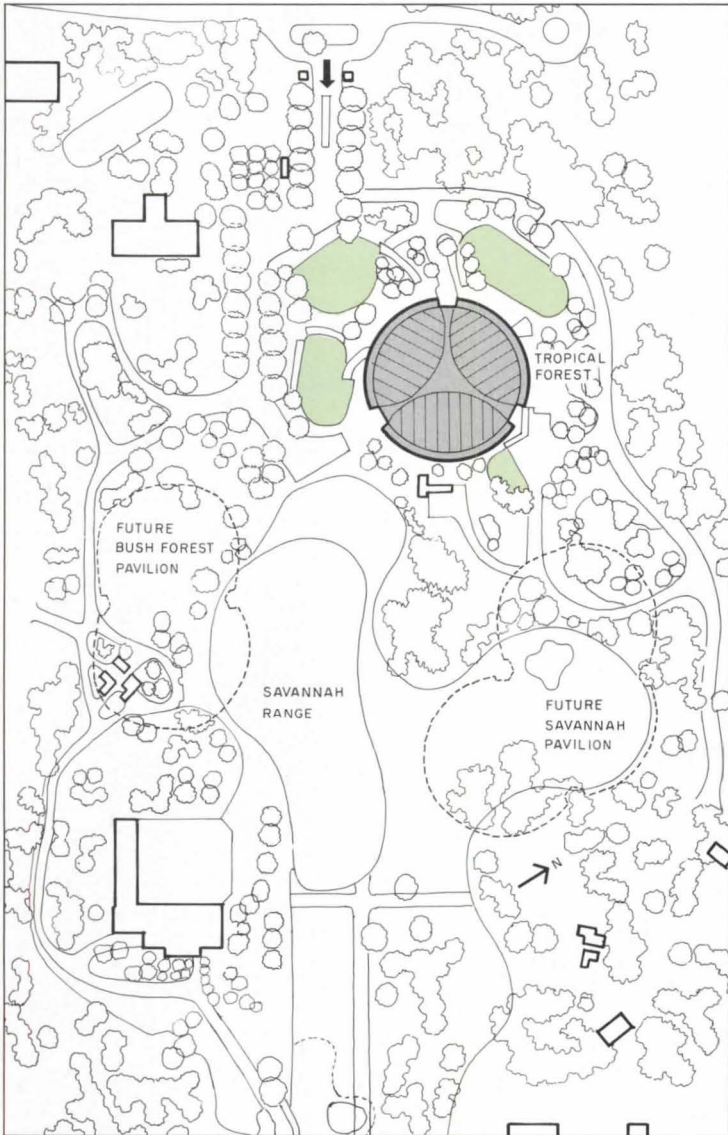 TROPICAL
FOREST
FUTURE
BUSH FOREST
PAVILION
SAVANNAH
RANGE
FUTURE
SAVANNAH
PAVILION
N